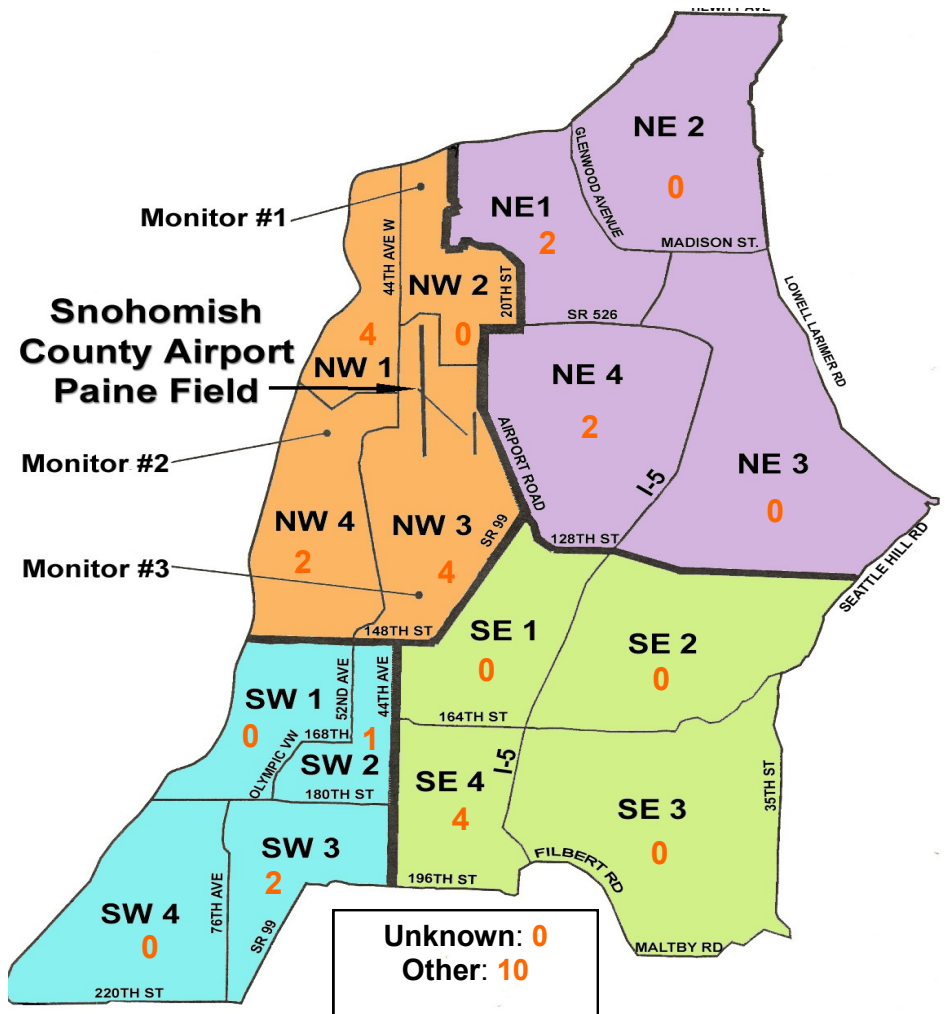 HEWITT AVE
NE 2
0
GLENWOOD AVENUE
MADISON ST.
NE1
2
Monitor #1
44TH AVE W
NW 2
0
20TH ST
SR 526
LOWELL LARIMER RD
Snohomish
County Airport
Paine Field
4
NW 1
NE 4
2
AIRPORT ROAD
I-5
NE 3
0
Monitor #2
NW 4
2
NW 3
4
SR 99
128TH ST
SEATTLE HILL RD
Monitor #3
148TH ST
SE 1
0
SE 2
0
SW 1
0
52ND AVE
44TH AVE
168TH
1
OLYMPIC VW
SW 2
180TH ST
164TH ST
I-5
SE 4
4
SE 3
0
35TH ST
SW 3
2
196TH ST
FILBERT RD
76TH AVE
SW 4
0
SR 99
MALTBY RD
220TH ST
Unknown: 0
Other: 10